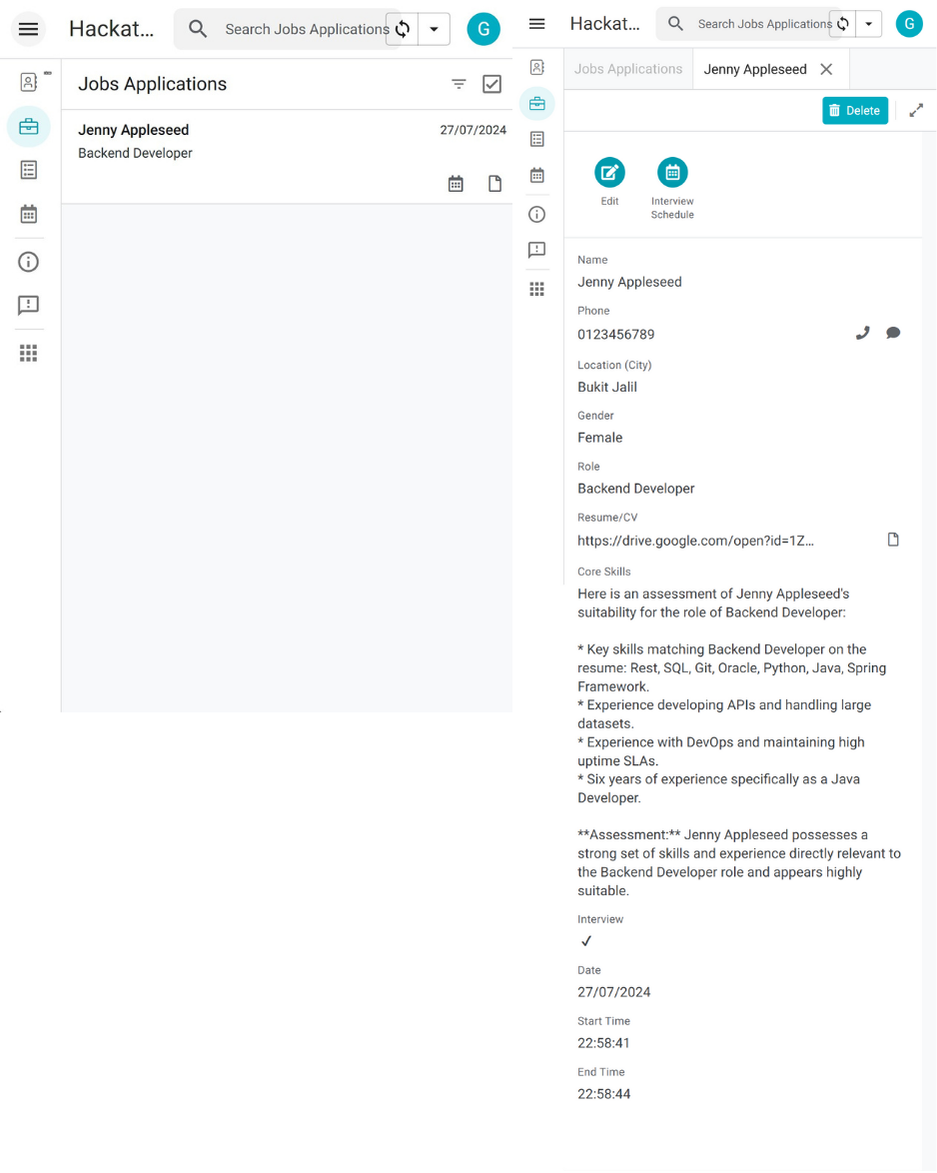 Hackat...
Search Jobs Applications
G
Jobs Applications
Jenny Appleseed
27/07/2024
Backend Developer
Hackat...
Search Jobs Applications
G
Jobs Applications
Jenny Appleseed
Delete
Edit
Interview
Schedule
Name
Jenny Appleseed
Phone
0123456789
Location (City)
Bukit Jalil
Gender
Female
Role
Backend Developer
Resume/CV
https://drive.google.com/open?id=1Z...
Core Skills
Here is an assessment of Jenny Appleseed's
suitability for the role of Backend Developer:
* Key skills matching Backend Developer on the
resume: Rest, SQL, Git, Oracle, Python, Java, Spring
Framework.
* Experience developing APIs and handling large
datasets.
* Experience with DevOps and maintaining high
uptime SLAs.
* Six years of experience specifically as a Java
Developer.
**Assessment:** Jenny Appleseed possesses a
strong set of skills and experience directly relevant to
the Backend Developer role and appears highly
suitable.
Interview
Date
27/07/2024
Start Time
22:58:41
End Time
22:58:44